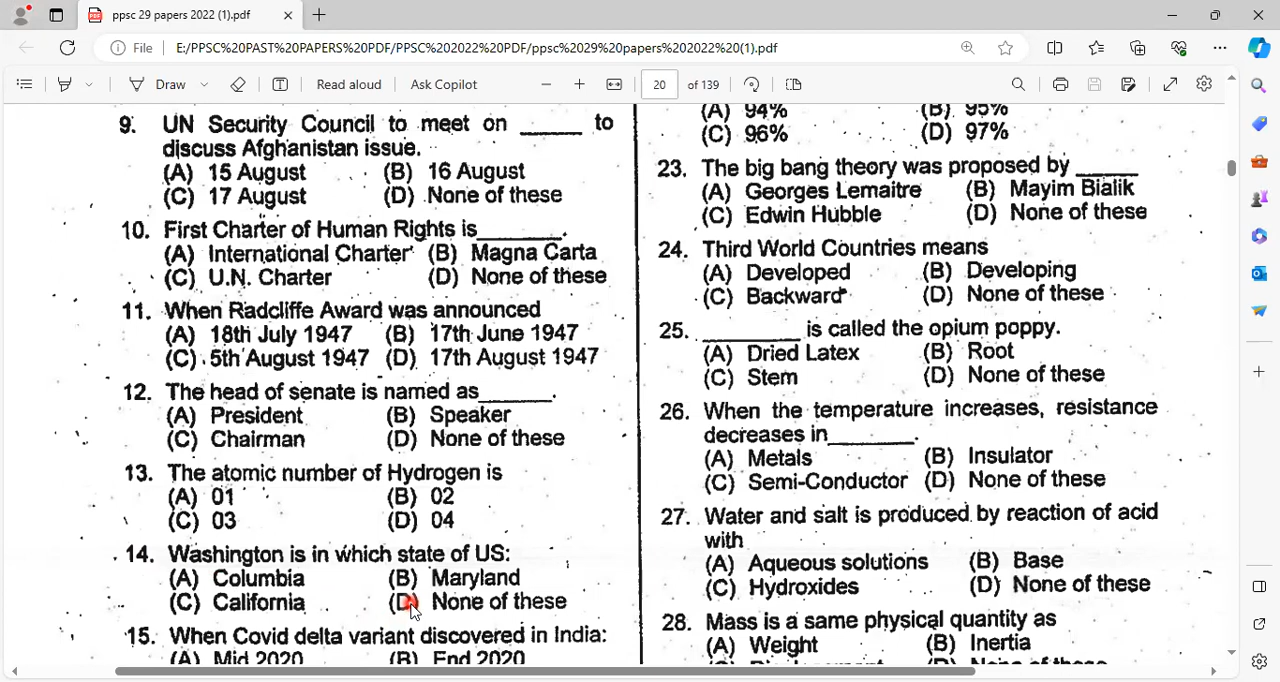 ppsc 29 papers 2022 (1).pdf
File
E:/PPSC%20PAST%20PAPERS%20PDF/PPSC%202022%20PDF/ppsc%2029%20papers%202022%20(1).pdf
Draw
Read aloud
Ask Copilot
20 of 139
9. UN Security Council to meet on ______ to
discuss Afghanistan issue.
(A) 15 August (B) 16 August
(C) 17 August (D) None of these
10. First Charter of Human Rights is________.
(A) International Charter (B) Magna Carta
(C) U.N. Charter (D) None of these
11. When Radcliffe Award was announced
(A) 18th July 1947 (B) 17th June 1947
(C) 5th August 1947 (D) 17th August 1947
12. The head of senate is named as_______.
(A) President (B) Speaker
(C) Chairman (D) None of these
13. The atomic number of Hydrogen is
(A) 01 (B) 02
(C) 03 (D) 04
14. Washington is in which state of US:
(A) Columbia (B) Maryland
(C) California (D) None of these
15. When Covid delta variant discovered in India:
(A) Mid 2020 (B) End 2020
(A) 94% (B) 95%
(C) 96% (D) 97%
23. The big bang theory was proposed by ______
(A) Georges Lemaitre (B) Mayim Bialik
(C) Edwin Hubble (D) None of these
24. Third World Countries means
(A) Developed (B) Developing
(C) Backward (D) None of these
25. _________ is called the opium poppy.
(A) Dried Latex (B) Root
(C) Stem (D) None of these
26. When the temperature increases, resistance
decreases in________.
(A) Metals (B) Insulator
(C) Semi-Conductor (D) None of these
27. Water and salt is produced by reaction of acid
with ________
(A) Aqueous solutions (B) Base
(C) Hydroxides (D) None of these
28. Mass is a same physical quantity as
(A) Weight (B) Inertia
(D) None of these